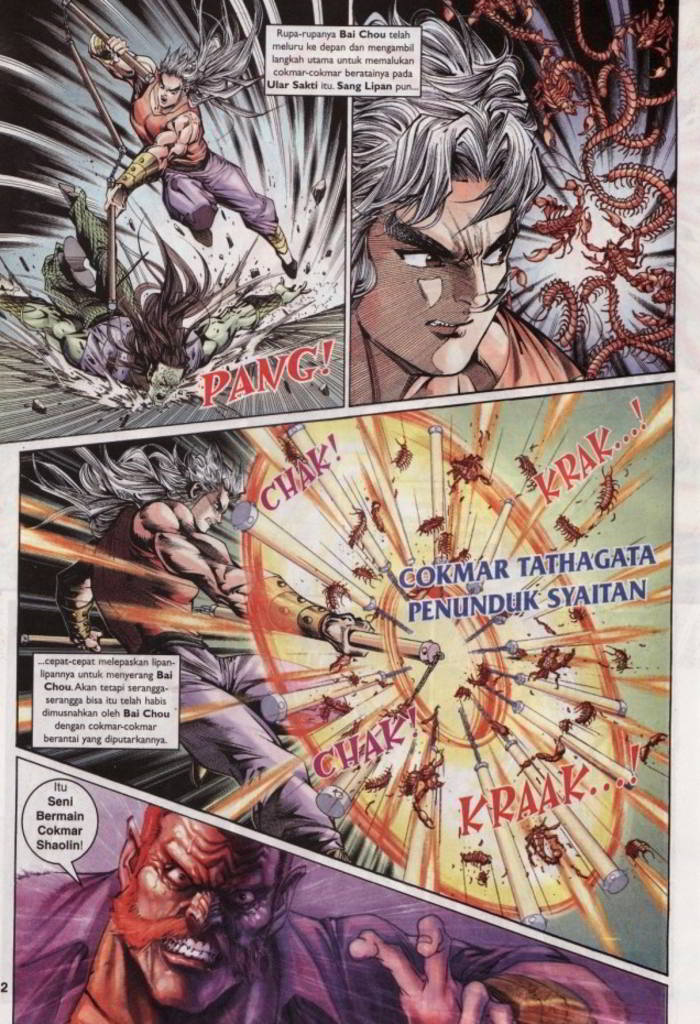 Rupa-rupanya Bai Chou telah
meluru ke depan dan mengambil
langkah utama untuk memalukan
cokmar-cokmar berantainya pada
Ular Sakti itu. Sang Lipan pun...
PANG!
CHAK!
KRAK...!
COKMAR TATHAGATA
PENUNDUK SYAITAN
...cepat-cepat melepaskan lipan-
lipannya untuk menyerang Bai
Chou. Akan tetapi serangga-
serangga bisa itu telah habis
dimusnahkan oleh Bai Chou
dengan cokmar-cokmar
berantai yang diputarkannya.
CHAK!
KRAAK...!
Itu
Seni
Bermain
Cokmar
Shaolin!
2